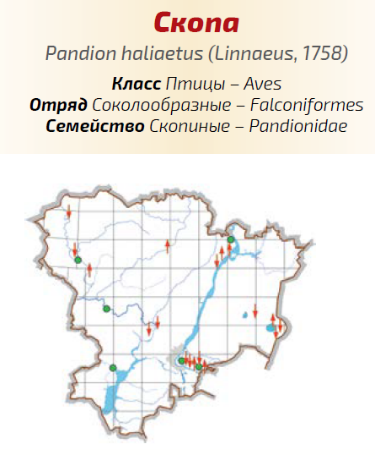 Скопа
Pandion haliaetus (Linnaeus, 1758)
Класс Птицы – Aves
Отряд Соколообразные – Falconiformes
Семейство Скопиные – Pandionidae